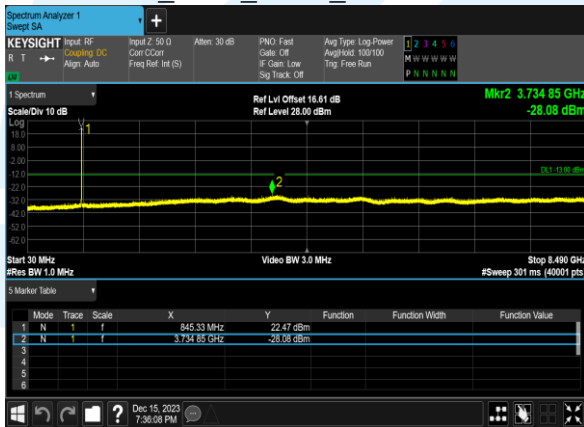 Spectrum Analyzer 1
Swept SA
+
KEYSIGHT Input: RF Input Z: 50 Ω Atten: 30 dB PNO: Fast Avg Type: Log-Power 1 2 3 4 5 6
R T Coupling: DC Corr CCorr Gate: Off Avg|Hold: 100/100 M W W W W W
Align: Auto Freq Ref: Int (S) IF Gain: Low Trig: Free Run P N N N N N
LW Sig Track: Off
1 Spectrum Ref Lvl Offset 16.61 dB Mkr2 3.734 85 GHz
Scale/Div 10 dB Ref Level 28.00 dBm -28.08 dBm
Log
18.0 1
8.00
-2.00
-12.0 DL1 -13.00 dBm
-22.0 2
-32.0
-42.0
-52.0
-62.0
Start 30 MHz Video BW 3.0 MHz Stop 8.490 GHz
#Res BW 1.0 MHz #Sweep 301 ms (40001 pts
5 Marker Table
Mode Trace Scale X Y Function Function Width Function Value
1 N 1 f 845.33 MHz 22.47 dBm
2 N 1 f 3.734 85 GHz -28.08 dBm
3
4
5
6
? Dec 15, 2023
7:36:08 PM